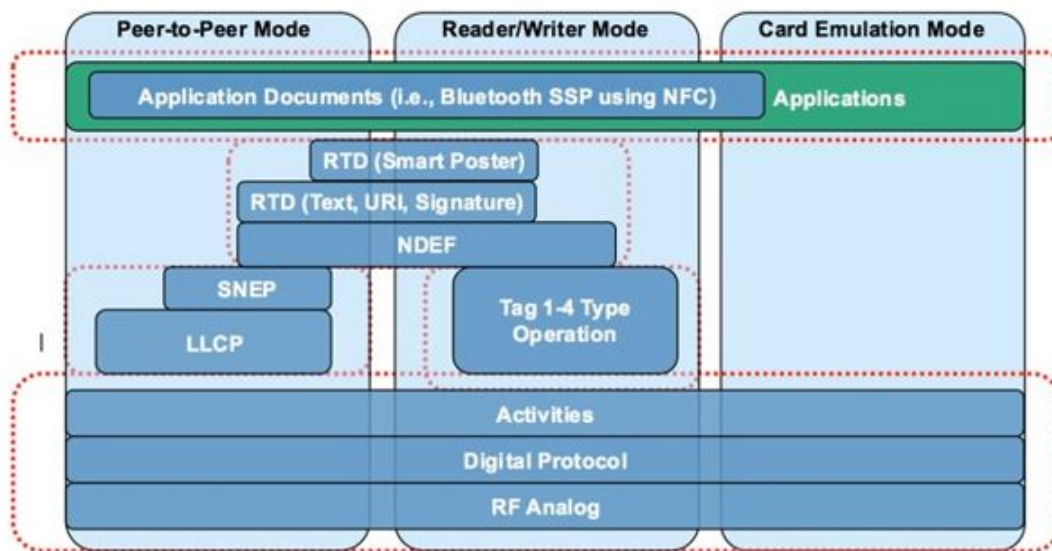 Peer-to-Peer Mode
Reader/Writer Mode
Card Emulation Mode
Application Documents (i.e., Bluetooth SSP using NFC)
Applications
RTD (Smart Poster)
RTD (Text, URI, Signature)
NDEF
SNEP
LLCP
Tag 1-4 Type
Operation
Activities
Digital Protocol
RF Analog